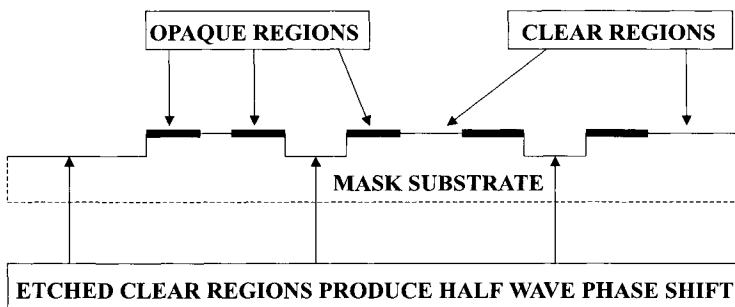 OPAQUE REGIONS
CLEAR REGIONS
MASK SUBSTRATE
ETCHED CLEAR REGIONS PRODUCE HALF WAVE PHASE SHIFT